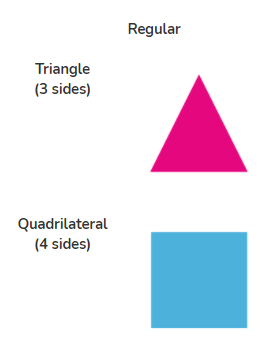 Regular
Triangle
(3 sides)
Quadrilateral
(4 sides)